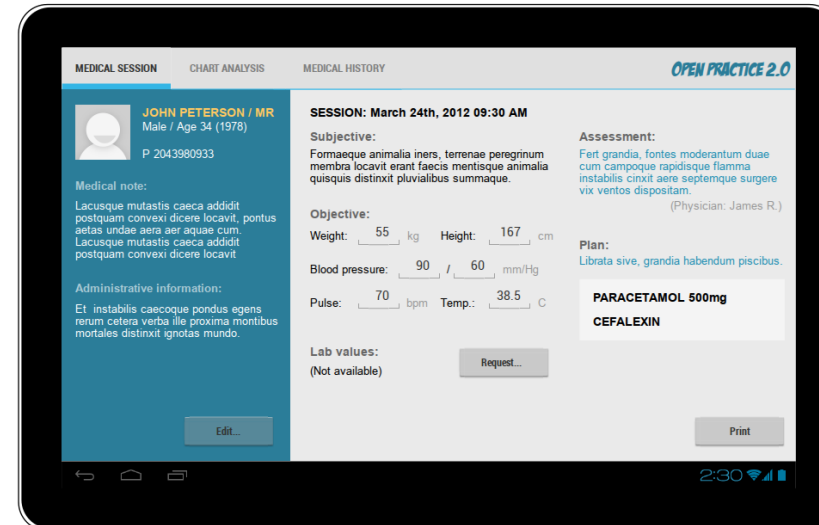 MEDICAL SESSION
CHART ANALYSIS
MEDICAL HISTORY
OPEN PRACTICE 2.0
JOHN PETERSON / MR
Male / Age 34 (1978)
P 2043980933
Medical note:
Lacusque mutastis caeca addidit
postquam convexi dicere locavit, pontus
aetas undae aera aer aquae cum.
Lacusque mutastis caeca addidit
postquam convexi dicere locavit
Administrative information:
Et instabilis caecoque pondus egens
rerum cetera verba ille proxima montibus
mortales distinxit ignotas mundo.
Edit...
SESSION: March 24th, 2012 09:30 AM
Subjective:
Formaeque animalia iners, terrenae peregrinum
membra locavit erant faecis mentisque animalia
quisquis distinxit pluvialibus summaque.
Objective:
Weight: 55 kg Height: 167 cm
Blood pressure: 90 / 60 mm/Hg
Pulse: 70 bpm Temp.: 38.5 C
Lab values:
(Not available)
Request...
Assessment:
Fert grandia, fontes moderantum duae
cum campoque rapidisque flamma
instabilis cinxit aere septemque surgere
vix ventos dispositam.
(Physician: James R.)
Plan:
Librata sive, grandia habendum piscibus.
PARACETAMOL 500mg
CEFALEXIN
Print
2:30